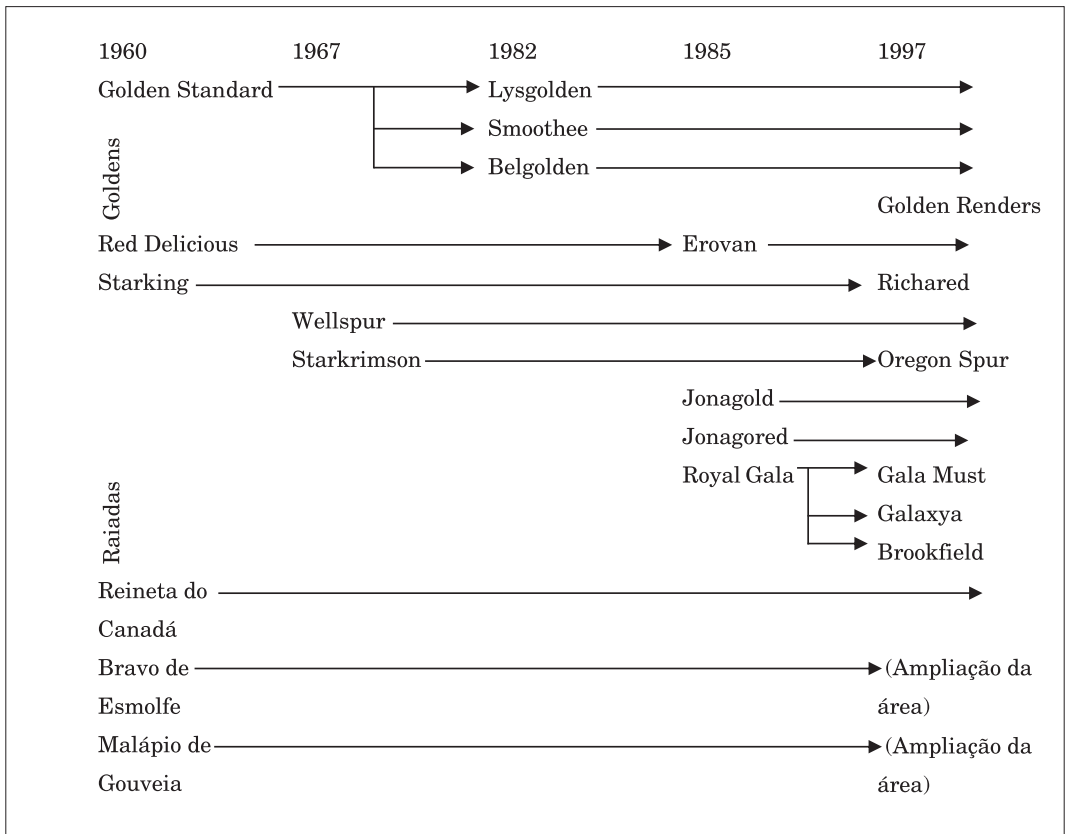 1960 1967 1982 1985 1997
Golden Standard Lysgolden
Smoothee
Goldens
Belgolden
Golden Renders
Red Delicious Erovan
Starking Richared
Wellspur
Starkrimson Oregon Spur
Jonagold
Jonagored
Royal Gala Gala Must
Raiadas
Galaxya
Brookfield
Reineta do
Canadá
Bravo de (Ampliação da
Esmolfe área)
Malápio de (Ampliação da
Gouveia área)